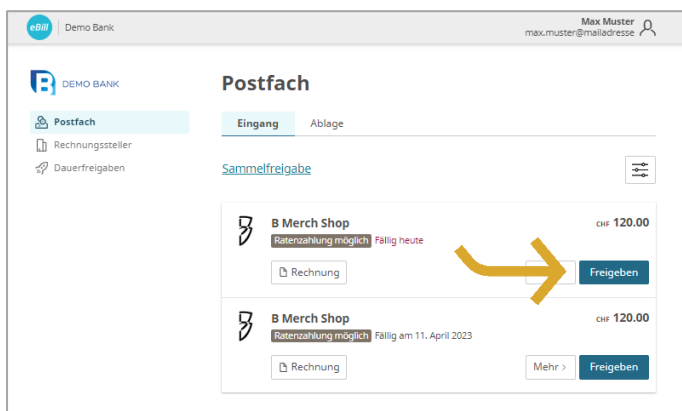 eBill Demo Bank
Max Muster
max.muster@mailadresse
DEMO BANK
Postfach
Rechnungssteller
Dauerfreigaben
Postfach
Eingang Ablage
Sammelfreigabe
B Merch Shop CHF 120.00
Ratenzahlung möglich Fällig heute
Rechnung Freigeben
B Merch Shop CHF 120.00
Ratenzahlung möglich Fällig am 11. April 2023
Rechnung Mehr > Freigeben